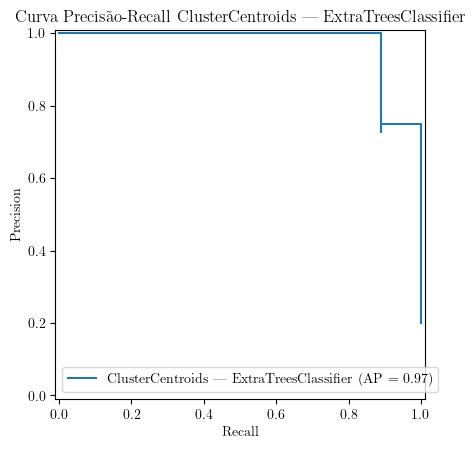 Curva Precisão-Recall ClusterCentroids — ExtraTreesClassifier
1.0
0.8
0.6
0.4
0.2
0.0
Precision
ClusterCentroids — ExtraTreesClassifier (AP = 0.97)
0.0 0.2 0.4 0.6 0.8 1.0
Recall